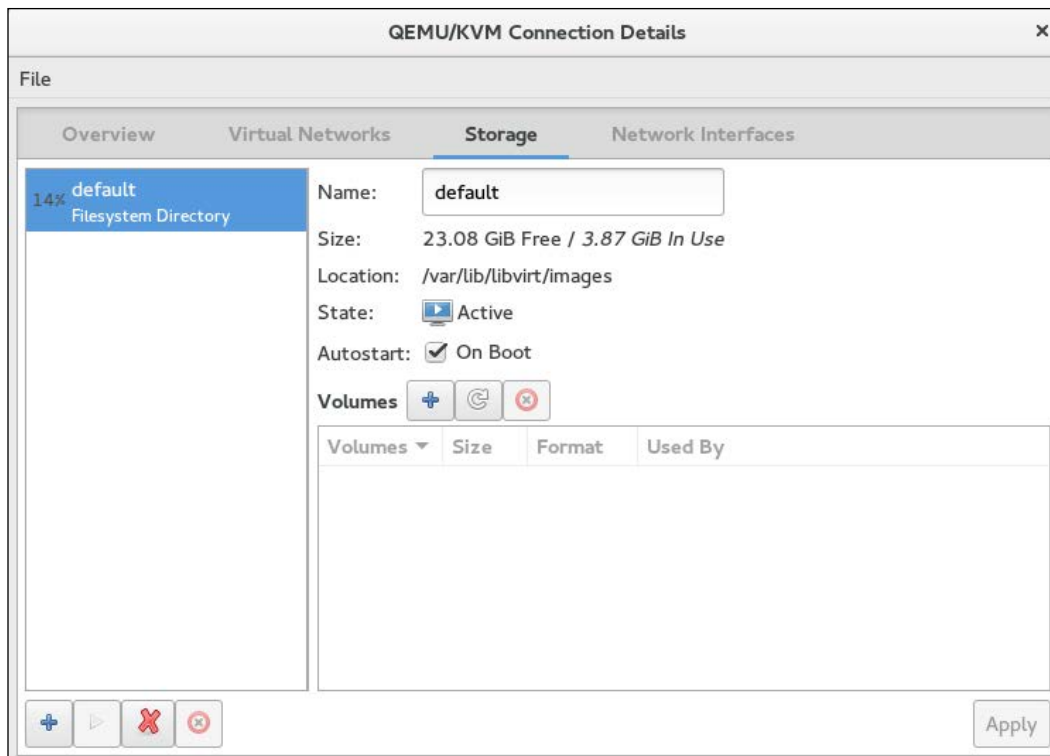 QEMU/KVM Connection Details
File
Overview Virtual Networks Storage Network Interfaces
14% default
Filesystem Directory
Name: default
Size: 23.08 GiB Free / 3.87 GiB In Use
Location: /var/lib/libvirt/images
State: Active
Autostart: On Boot
Volumes
Volumes Size Format Used By
Apply